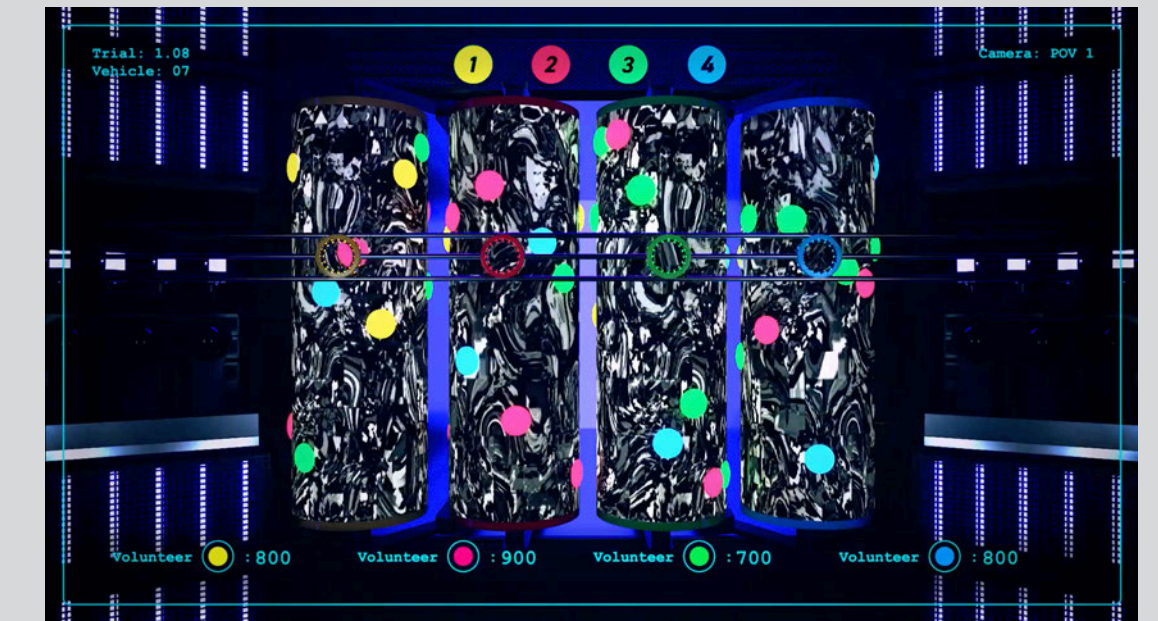 Trial: 1.08
Vehicle: 07
Camera: POV 1
1 2 3 4
Volunteer :800
Volunteer :900
Volunteer :700
Volunteer :800